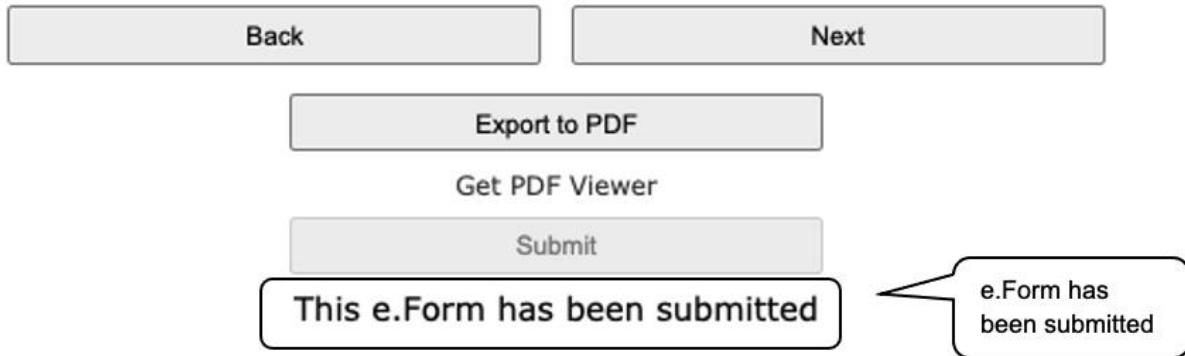 Back
Next
Export to PDF
Get PDF Viewer
Submit
This e.Form has been submitted
e.Form has
been submitted